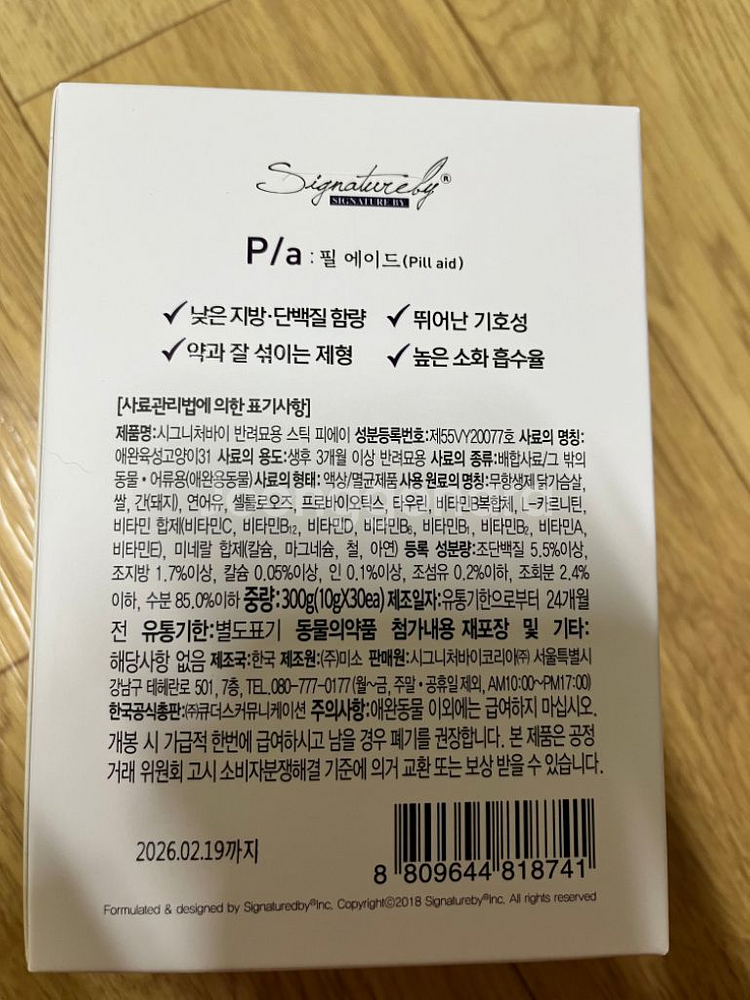 Signatureby®
SIGNATURE BY.
P/a : 필 에이드(Pill aid)
✓낮은 지방·단백질 함량 ✓뛰어난 기호성
✓약과 잘 섞이는 제형 ✓높은 소화 흡수율
[사료관리법에 의한 표기사항]
제품명:시그니처바이 반려묘용 스틱 피에이 성분등록번호:제55VY20077호 사료의 명칭:
애완육성고양이31 사료의 용도:생후 3개월 이상 반려묘용 사료의 종류:배합사료/그 밖의
동물·어류용(애완용동물) 사료의 형태: 액상/멸균제품 사용 원료의 명칭:무항생제 닭가슴살,
쌀, 간(돼지), 연어유, 셀룰로오즈, 프로바이오틱스, 타우린, 비타민B복합체, L-카르니틴,
비타민 합제(비타민C, 비타민B12, 비타민D, 비타민B6, 비타민B1, 비타민B2, 비타민A,
비타민E), 미네랄 합제(칼슘, 마그네슘, 철, 아연) 등록 성분량:조단백질 5.5%이상,
조지방 1.7%이상, 칼슘 0.05%이상, 인 0.1%이상, 조섬유 0.2%이하, 조회분 2.4%
이하, 수분 85.0%이하 중량:300g(10gX30ea) 제조일자:유통기한으로부터 24개월
전 유통기한:별도표기 동물의약품 첨가내용 재포장 및 기타:
해당사항 없음 제조국:한국 제조원:(주)미소 판매원:시그니처바이코리아㈜ 서울특별시
강남구 테헤란로 501, 7층, TEL.080-777-0177 (월~금, 주말·공휴일 제외, AM10:00~PM17:00)
한국공식총판:㈜큐더스커뮤니케이션 주의사항:애완동물 이외에는 급여하지 마십시오.
개봉 시 가급적 한번에 급여하시고 남을 경우 폐기를 권장합니다. 본 제품은 공정
거래 위원회 고시 소비자분쟁해결 기준에 의거 교환 또는 보상 받을 수 있습니다.
2026.02.19까지
8 809644 818741
Formulated & designed by Signaturedby®Inc, Copyright©2018 Signatureby®Inc, All rights reserved